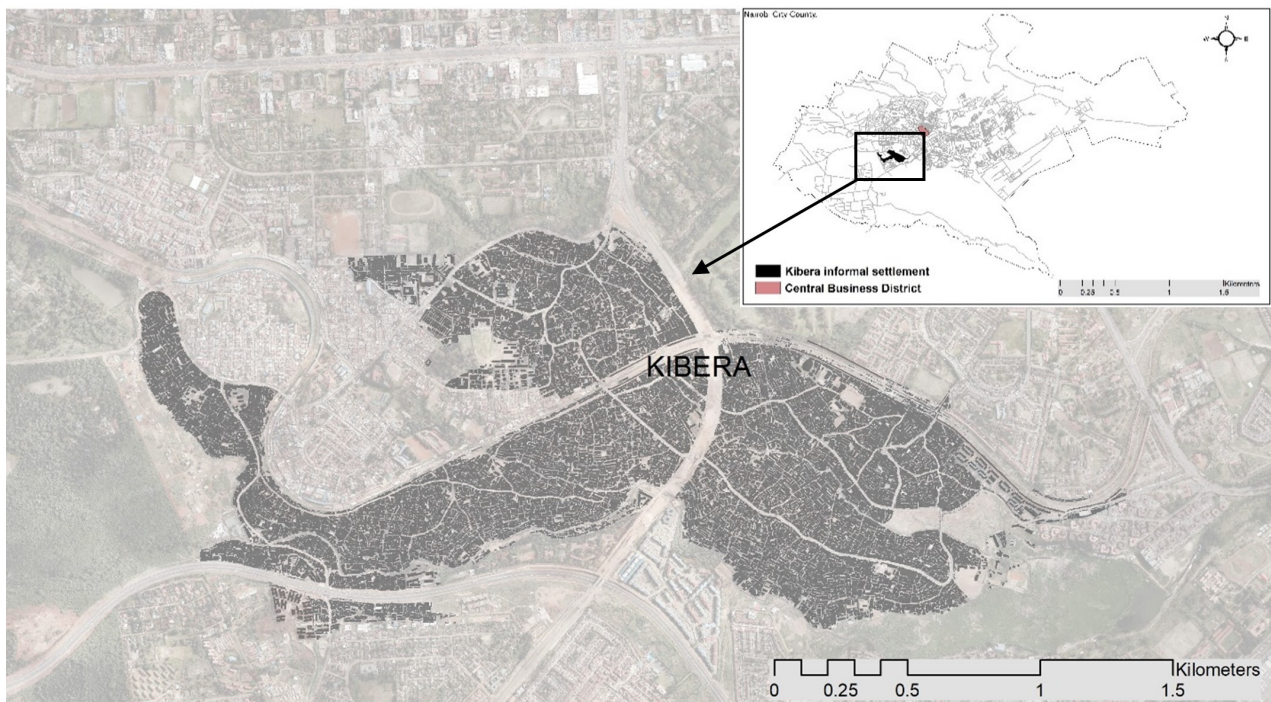 Nairobi City County.
N
W E
S
Kibera informal settlement
Central Business District
Kilometers
0 0.25 0.5 1 1.5
KIBERA
Kilometers
0 0.25 0.5 1 1.5